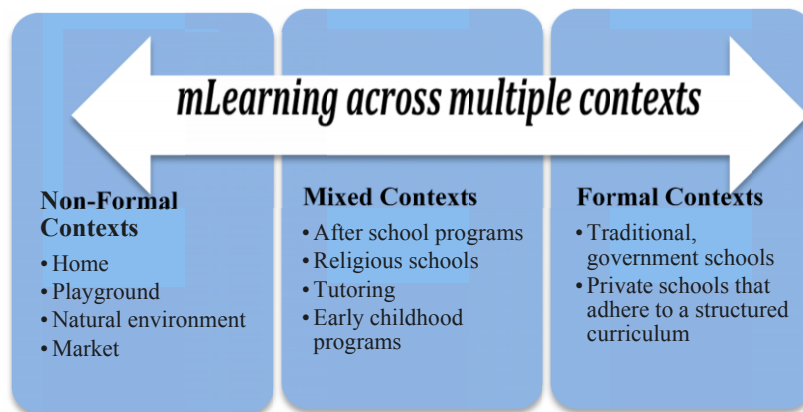 mLearning across multiple contexts
Non-Formal
Contexts
• Home
• Playground
• Natural environment
• Market
Mixed Contexts
• After school programs
• Religious schools
• Tutoring
• Early childhood
programs
Formal Contexts
• Traditional,
government schools
• Private schools that
adhere to a structured
curriculum